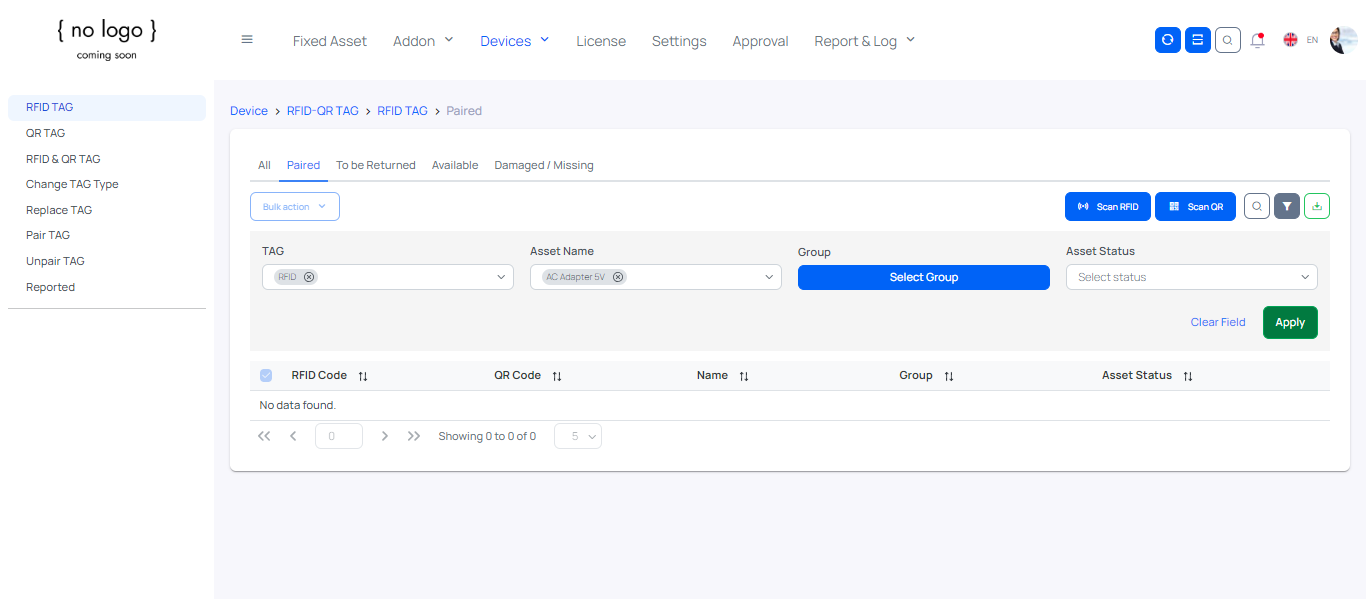 { no logo }
coming soon
Fixed Asset Addon Devices License Settings Approval Report & Log EN
RFID TAG
QR TAG
RFID & QR TAG
Change TAG Type
Replace TAG
Pair TAG
Unpair TAG
Reported
Device > RFID-QR TAG > RFID TAG > Paired
All Paired To be Returned Available Damaged / Missing
Bulk action Scan RFID Scan QR
TAG Asset Name Group Asset Status
RFID AC Adapter 5V Select Group Select status
Clear Field Apply
RFID Code QR Code Name Group Asset Status
No data found.
0 Showing 0 to 0 of 0 5